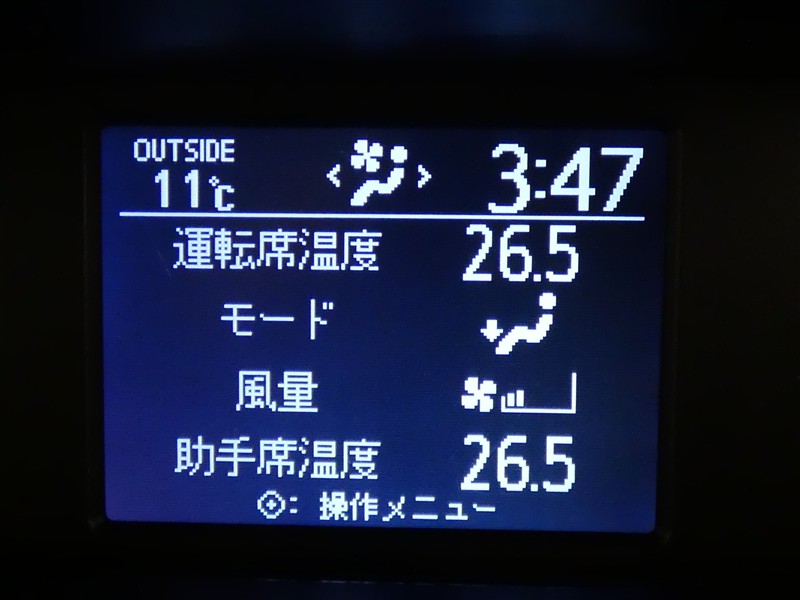 OUTSIDE
11℃
< >
3:47
運転席温度 26.5
モード
風量
助手席温度 26.5
: 操作メニュー